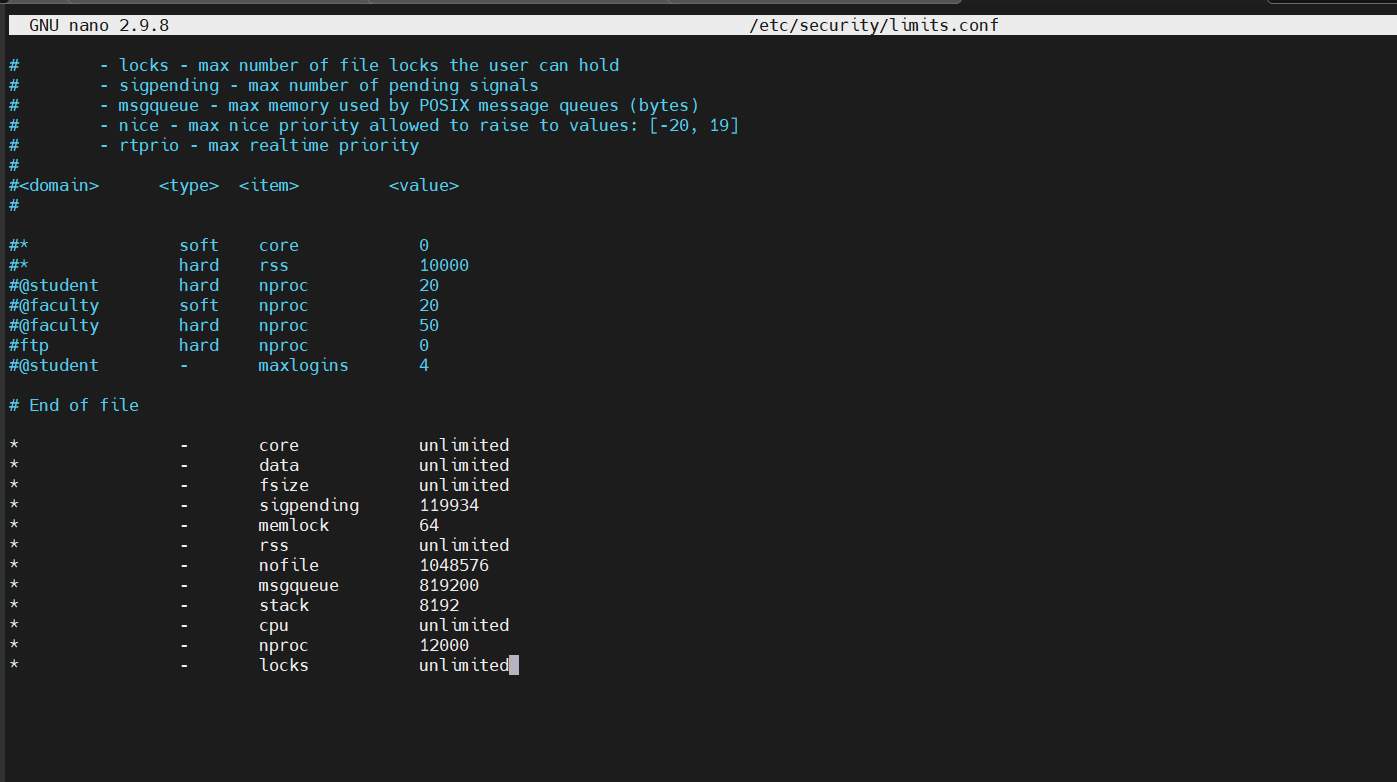 GNU nano 2.9.8 /etc/security/limits.conf
# - locks - max number of file locks the user can hold
# - sigpending - max number of pending signals
# - msgqueue - max memory used by POSIX message queues (bytes)
# - nice - max nice priority allowed to raise to values: [-20, 19]
# - rtprio - max realtime priority
#
#<domain> <type> <item> <value>
#
#* soft core 0
#* hard rss 10000
#@student hard nproc 20
#@faculty soft nproc 20
#@faculty hard nproc 50
#ftp hard nproc 0
#@student - maxlogins 4
# End of file
* - core unlimited
* - data unlimited
* - fsize unlimited
* - sigpending 119934
* - memlock 64
* - rss unlimited
* - nofile 1048576
* - msgqueue 819200
* - stack 8192
* - cpu unlimited
* - nproc 12000
* - locks unlimited